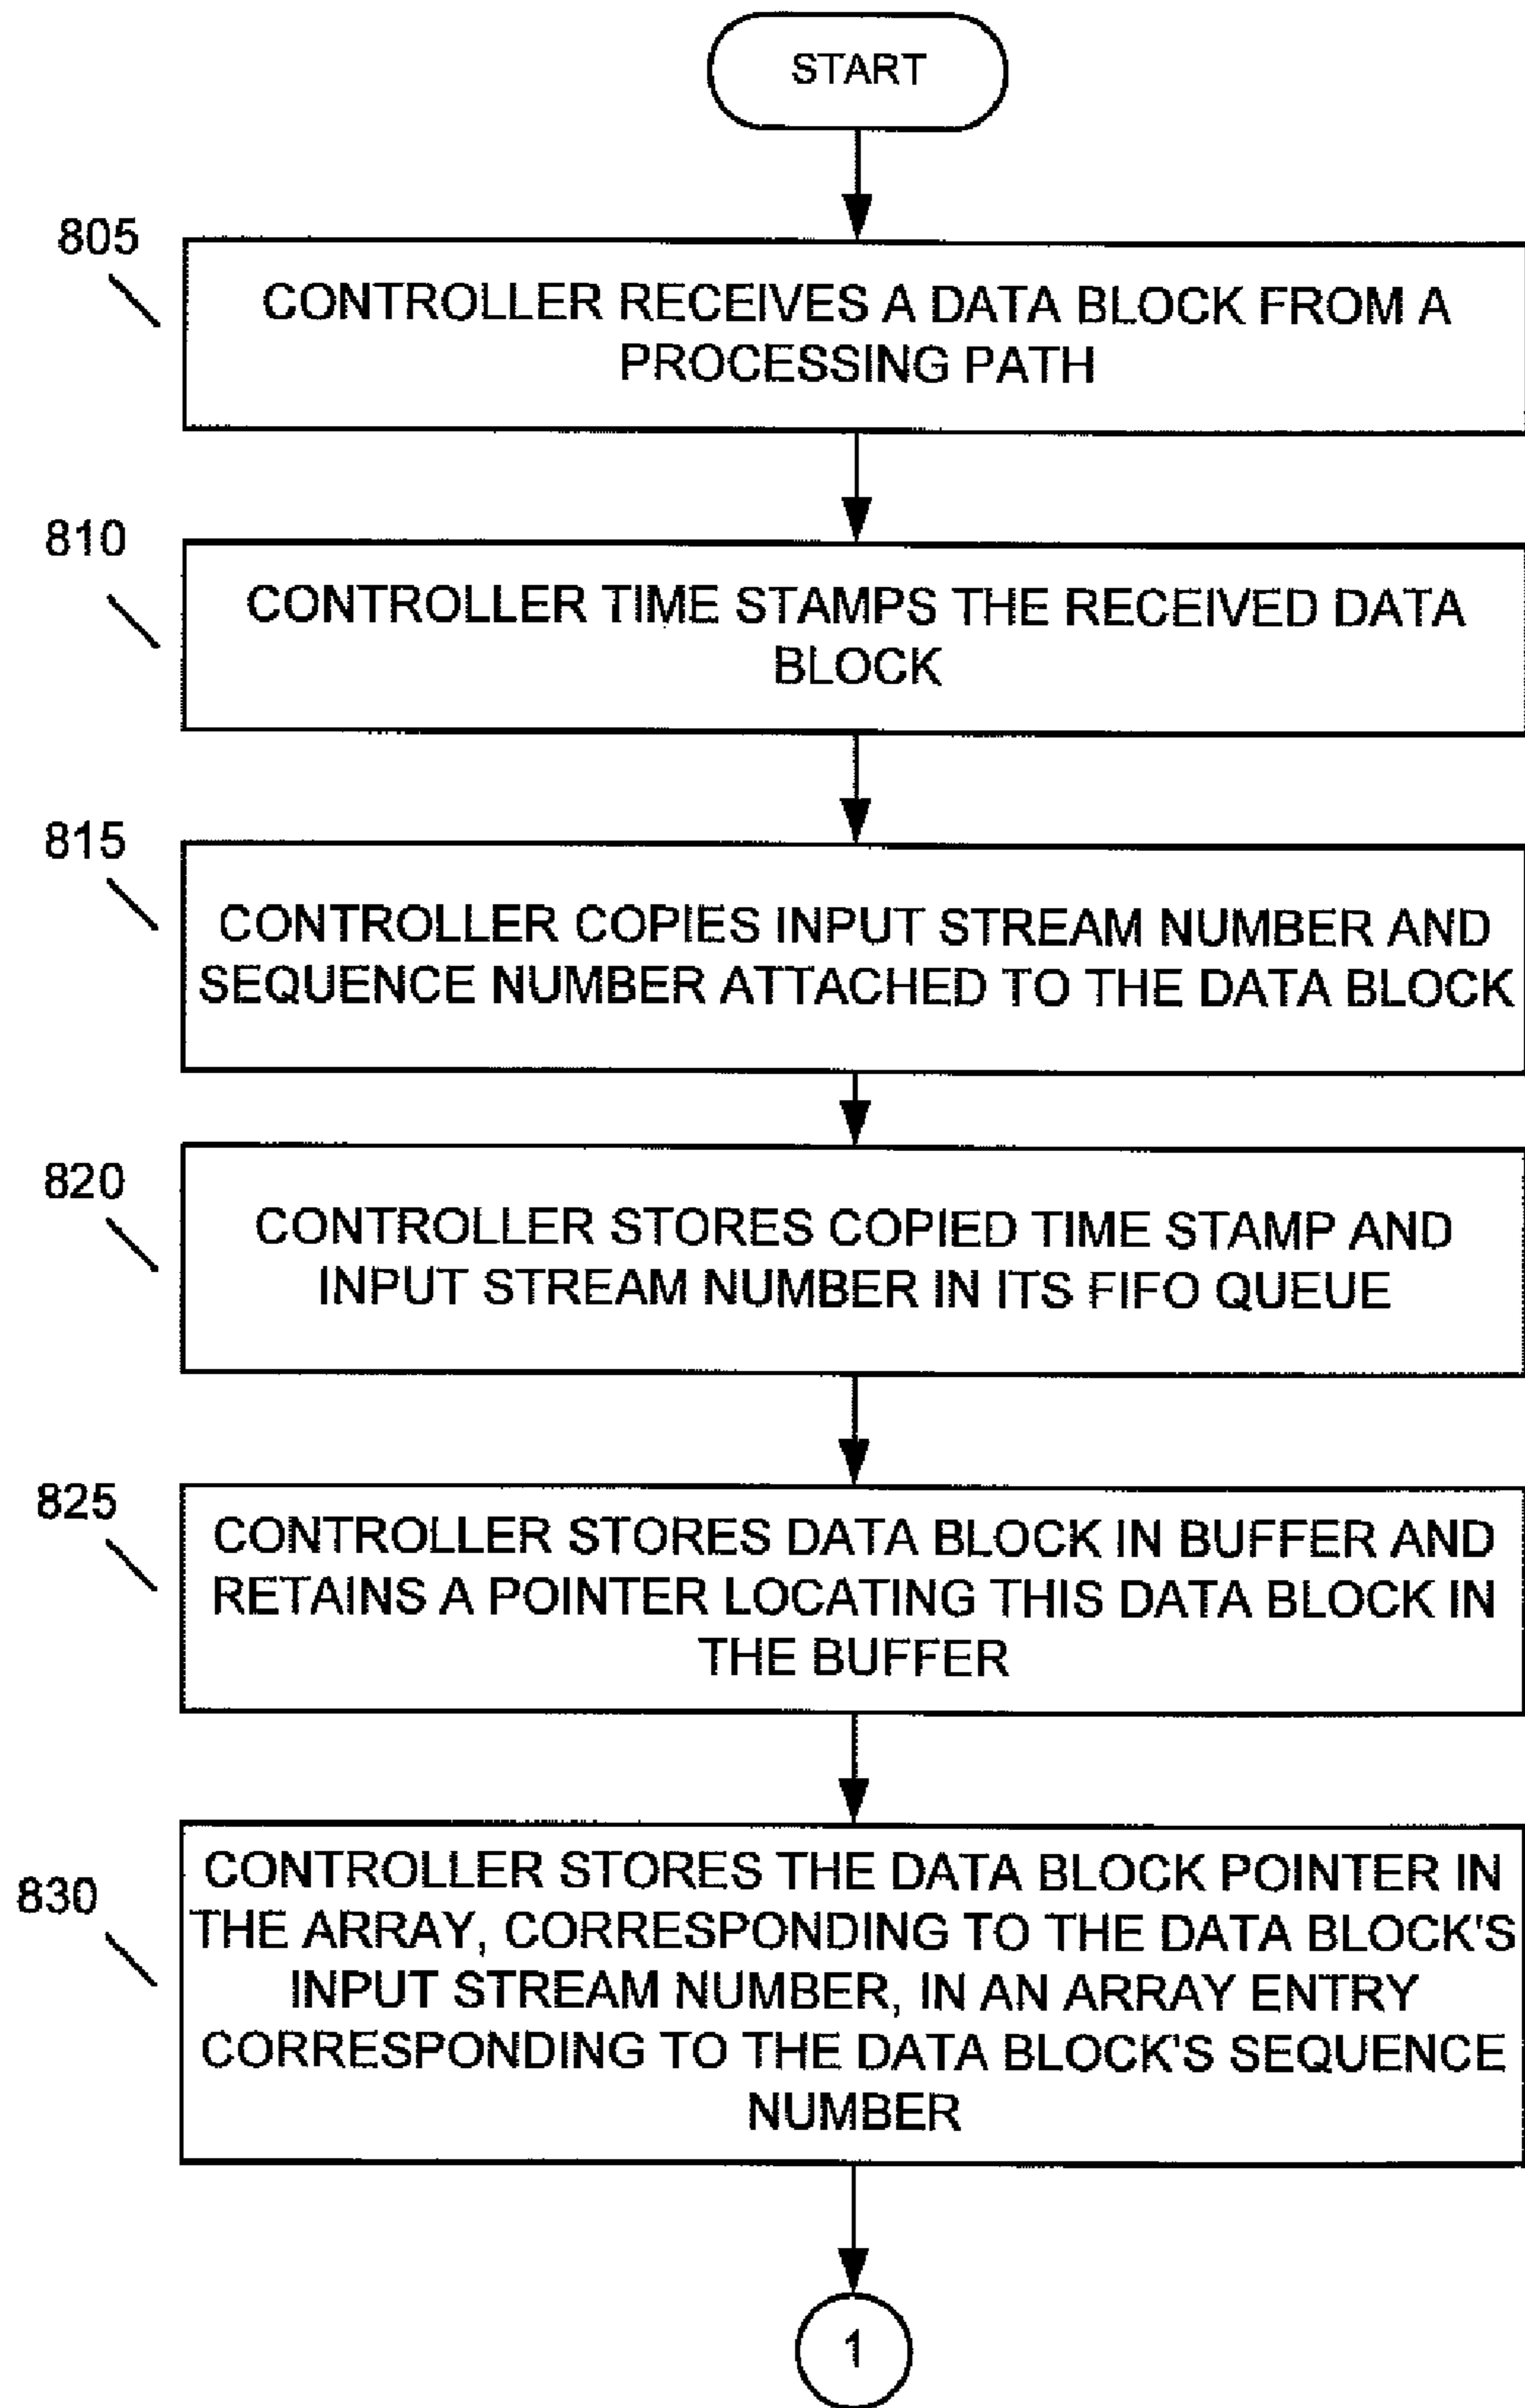 START
805
CONTROLLER RECEIVES A DATA BLOCK FROM A
PROCESSING PATH
810
CONTROLLER TIME STAMPS THE RECEIVED DATA
BLOCK
815
CONTROLLER COPIES INPUT STREAM NUMBER AND
SEQUENCE NUMBER ATTACHED TO THE DATA BLOCK
820
CONTROLLER STORES COPIED TIME STAMP AND
INPUT STREAM NUMBER IN ITS FIFO QUEUE
825
CONTROLLER STORES DATA BLOCK IN BUFFER AND
RETAINS A POINTER LOCATING THIS DATA BLOCK IN
THE BUFFER
830
CONTROLLER STORES THE DATA BLOCK POINTER IN
THE ARRAY, CORRESPONDING TO THE DATA BLOCK'S
INPUT STREAM NUMBER, IN AN ARRAY ENTRY
CORRESPONDING TO THE DATA BLOCK'S SEQUENCE
NUMBER
1